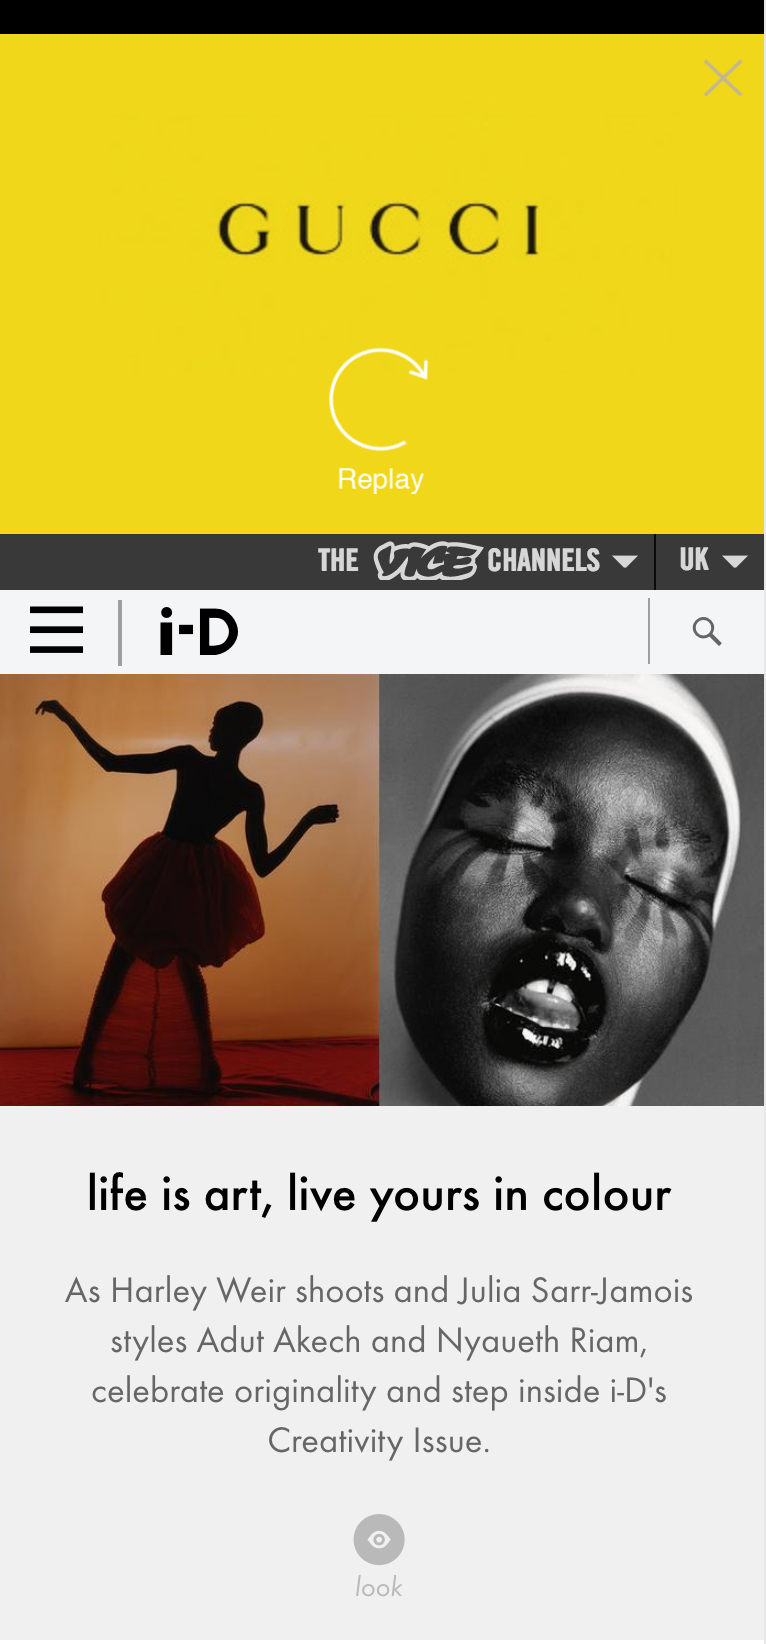 GUCCI
Replay
THE VICE CHANNELS UK
i-D
life is art, live yours in colour
As Harley Weir shoots and Julia Sarr-Jamois
styles Adut Akech and Nyaueth Riam,
celebrate originality and step inside i-D's
Creativity Issue.
look